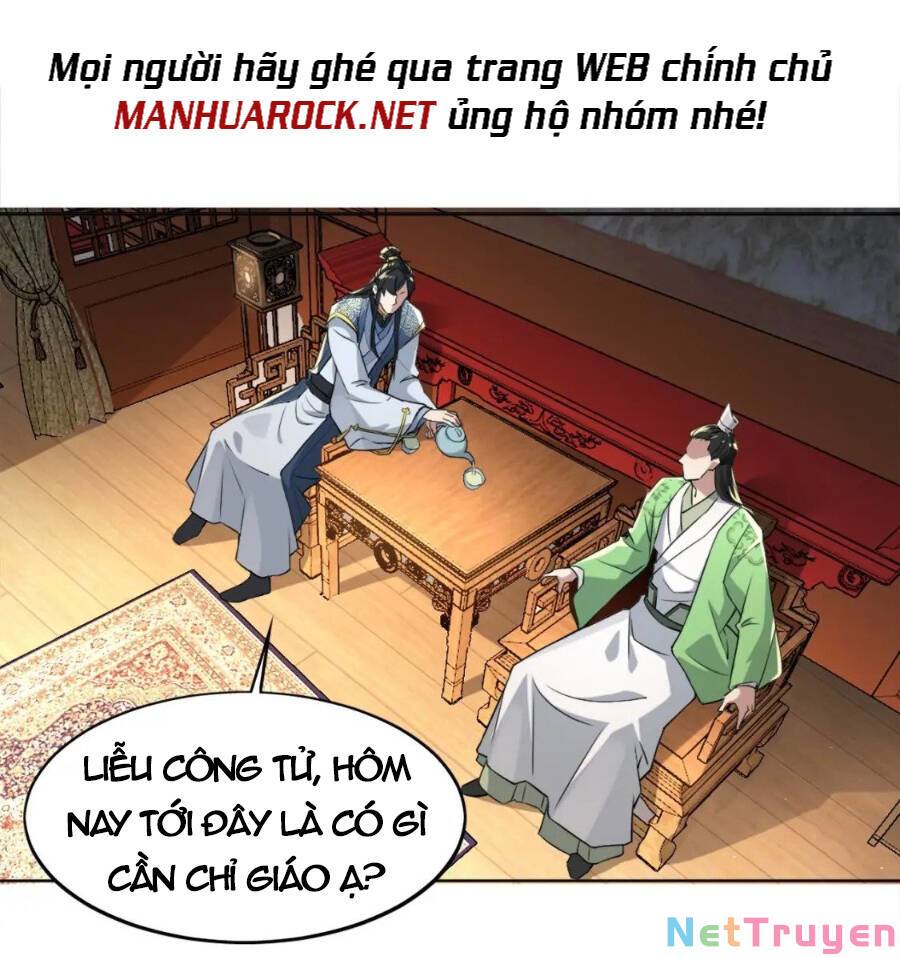 Mọi người hãy ghé qua trang WEB chính chủ
MANHUAROCK.NET ủng hộ nhóm nhé!
LIỄU CÔNG TỬ, HÔM
NAY TỚI ĐÂY LÀ CÓ GÌ
CẦN CHỈ GIÁO Ạ?
NetTruyen